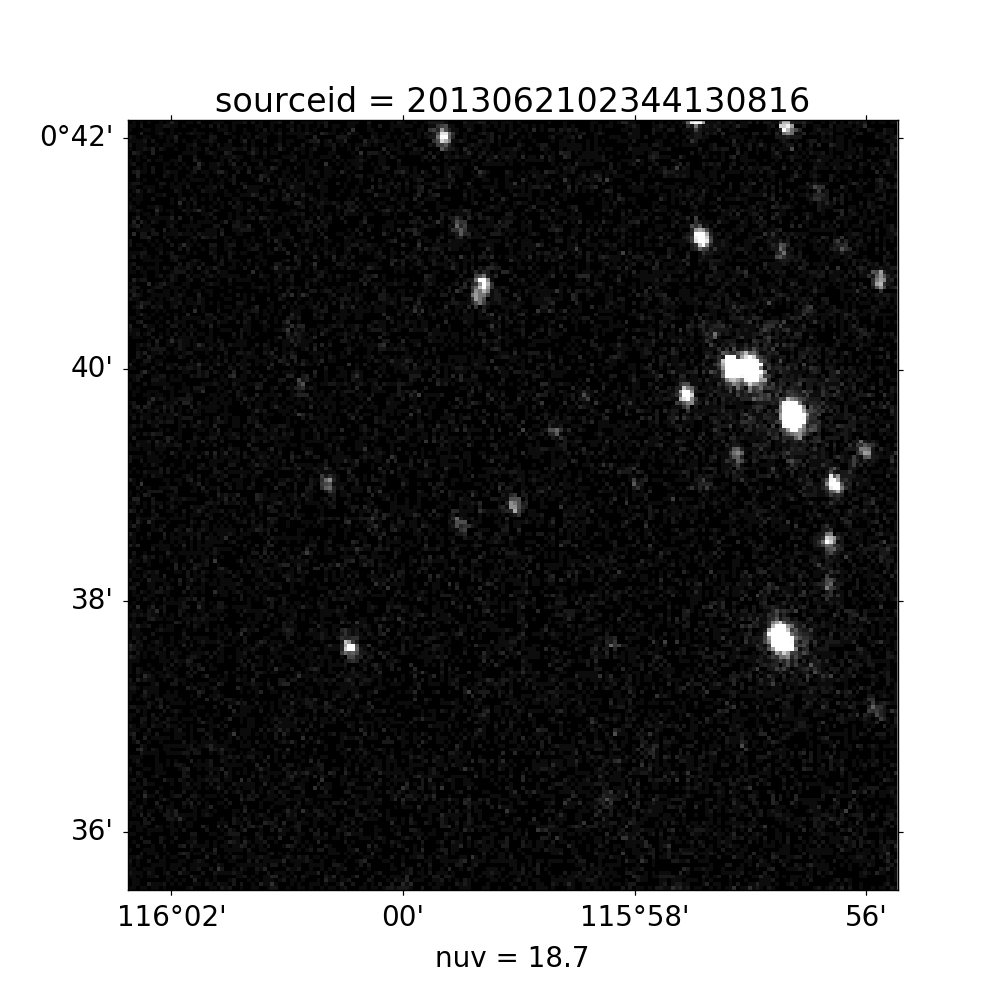 sourceid = 2013062102344130816
0°42'
40'
38'
36'
116°02' 00' 115°58' 56'
nuv = 18.7